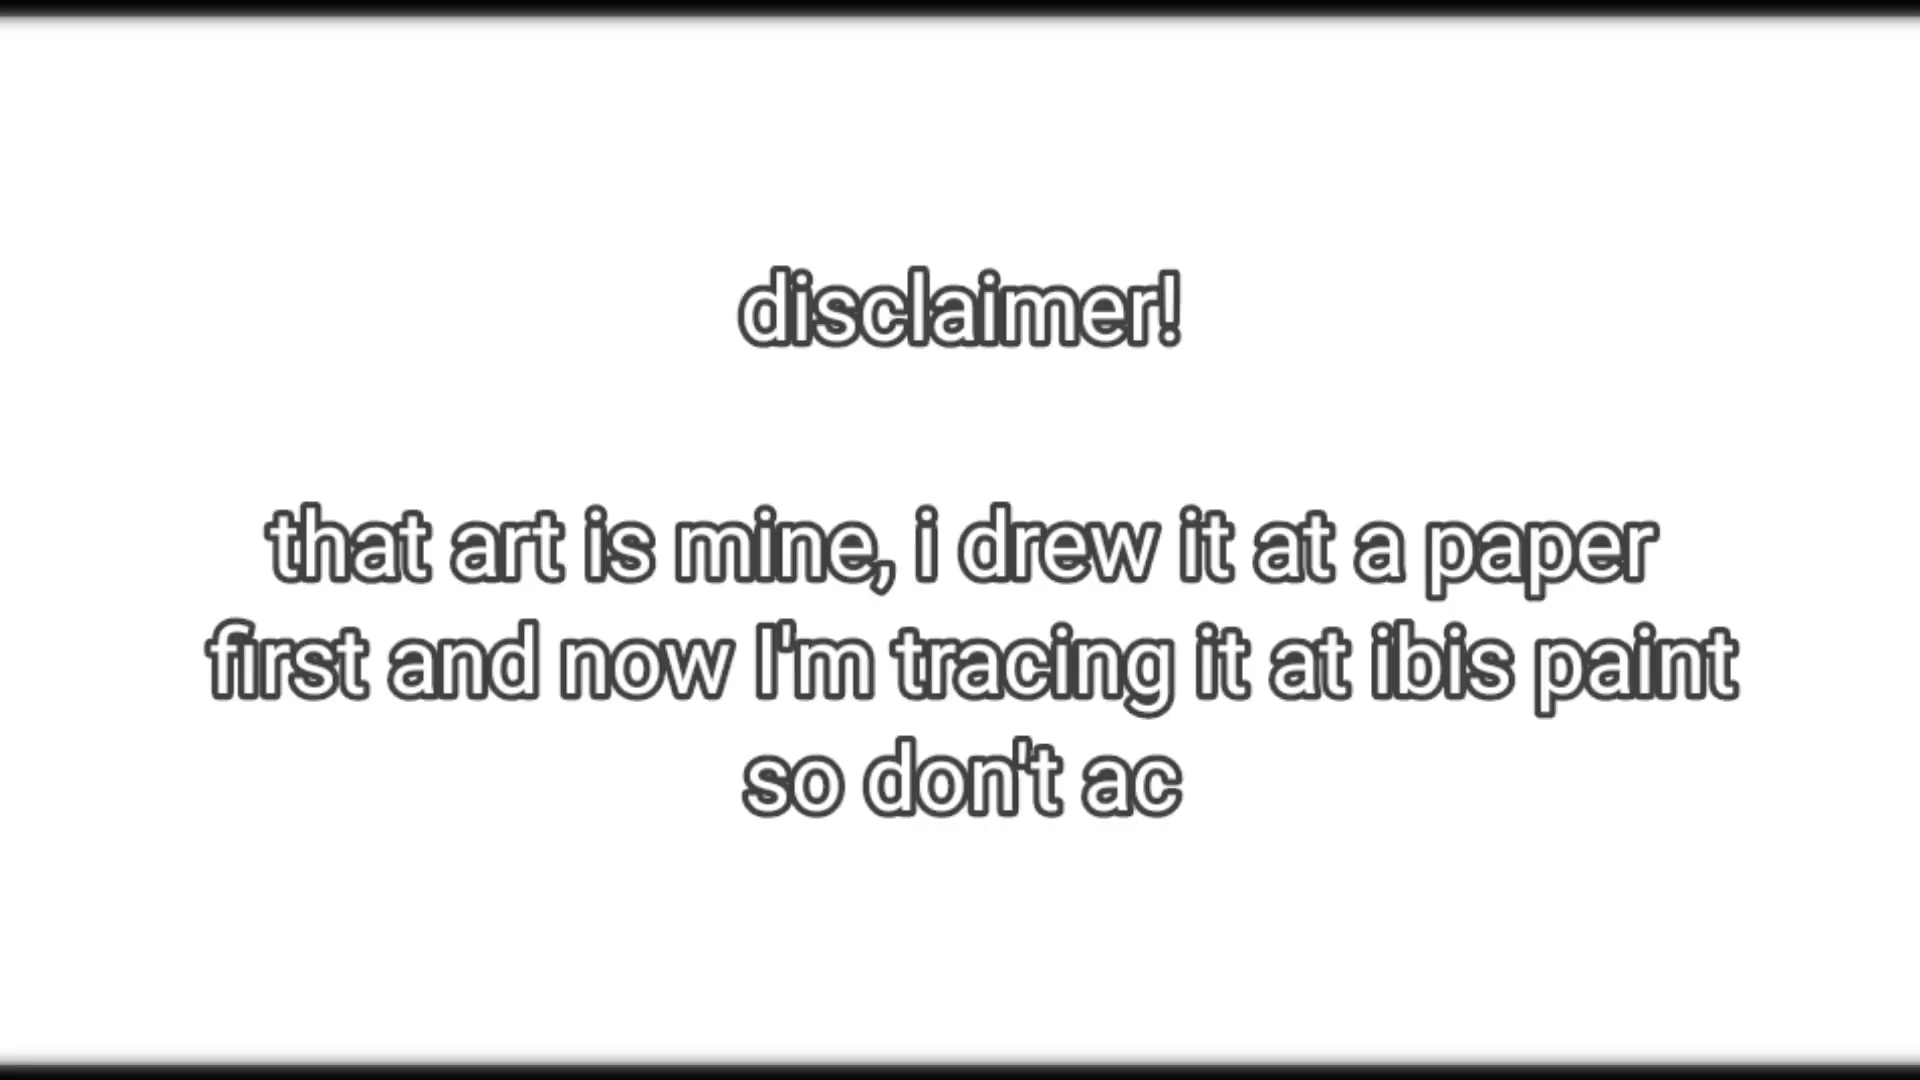 disclaimer!
that art is mine, i drew it at a paper
first and now I'm tracing it at ibis paint
so don't ac